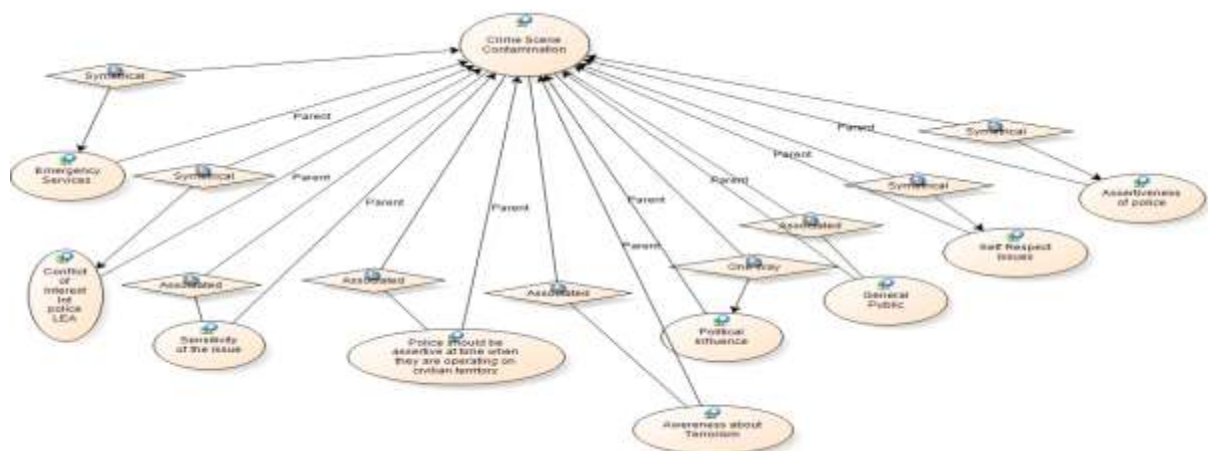 Crime Scene
Contamination
Symetrical
Parent
Parent
Symetrical
Emergency
Services
Symetrical
Parent
Parent
Symetrical
Assertiveness
of police
Parent
Parent
Parent
Associated
Parent
Self Respect
Issues
Conflict
of
Interest
Int
police
LEA
Associated
Associated
Associated
Parent
One Way
General
Public
Sensitivity
of the issue
Police should be
assertive at time when
they are operating on
civilian territory
Political
Influence
Awareness about
Terrorism